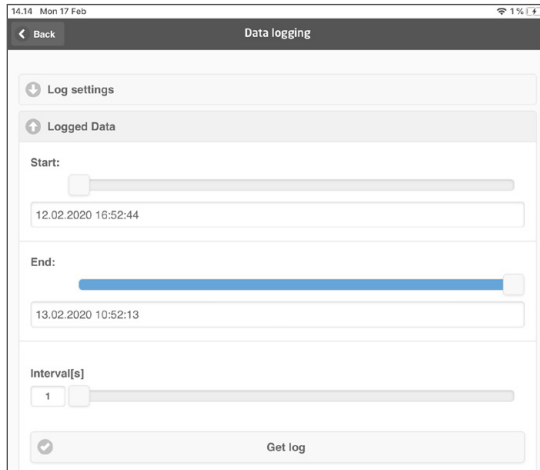 14.14 Mon 17 Feb 1 %
Back Data logging
Log settings
Logged Data
Start:
12.02.2020 16:52:44
End:
13.02.2020 10:52:13
Interval[s]
1
Get log